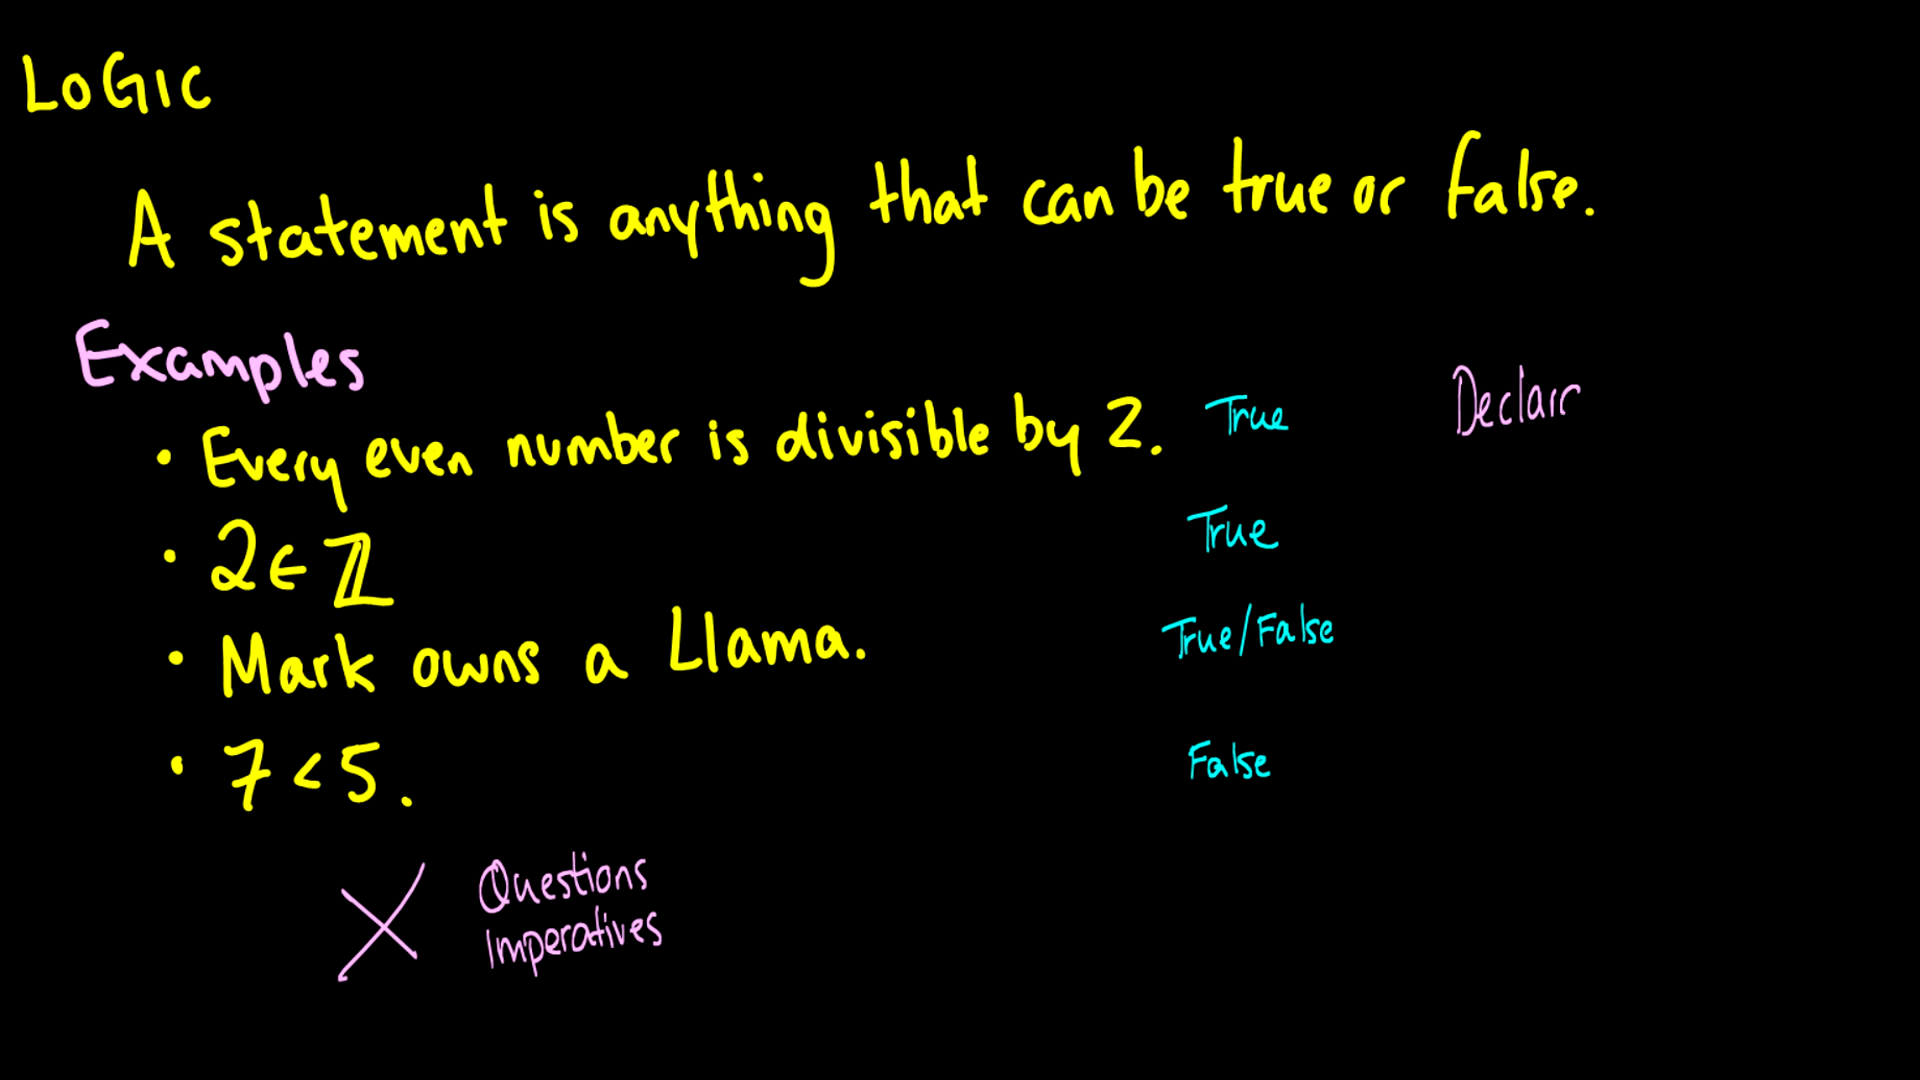 LOGIC
A statement is anything that can be true or false.
Examples
• Every even number is divisible by 2. True
Declair
• 2 ∈ ℤ True
• Mark owns a Llama. True/False
• 7 < 5. False
Questions
Imperatives